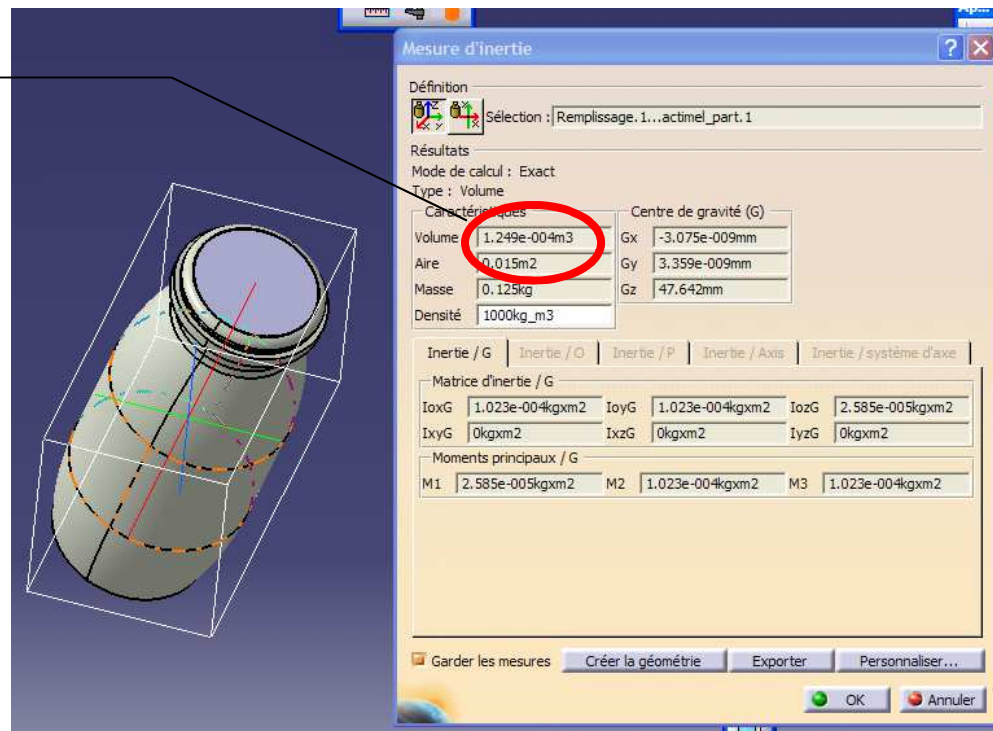 Ap...
Mesure d'inertie
Définition
Sélection : Remplissage.1...actimel_part.1
Résultats
Mode de calcul : Exact
Type : Volume
Caractéristiques Centre de gravité (G)
Volume 1.249e-004m3 Gx -3.075e-009mm
Aire 0.015m2 Gy 3.359e-009mm
Masse 0.125kg Gz 47.642mm
Densité 1000kg_m3
Inertie / G Inertie / O Inertie / P Inertie / Axis Inertie / système d'axe
Matrice d'inertie / G
IoxG 1.023e-004kgxm2 IoyG 1.023e-004kgxm2 IozG 2.585e-005kgxm2
IxyG 0kgxm2 IxzG 0kgxm2 IyzG 0kgxm2
Moments principaux / G
M1 2.585e-005kgxm2 M2 1.023e-004kgxm2 M3 1.023e-004kgxm2
Garder les mesures Créer la géométrie Exporter Personnaliser...
OK Annuler